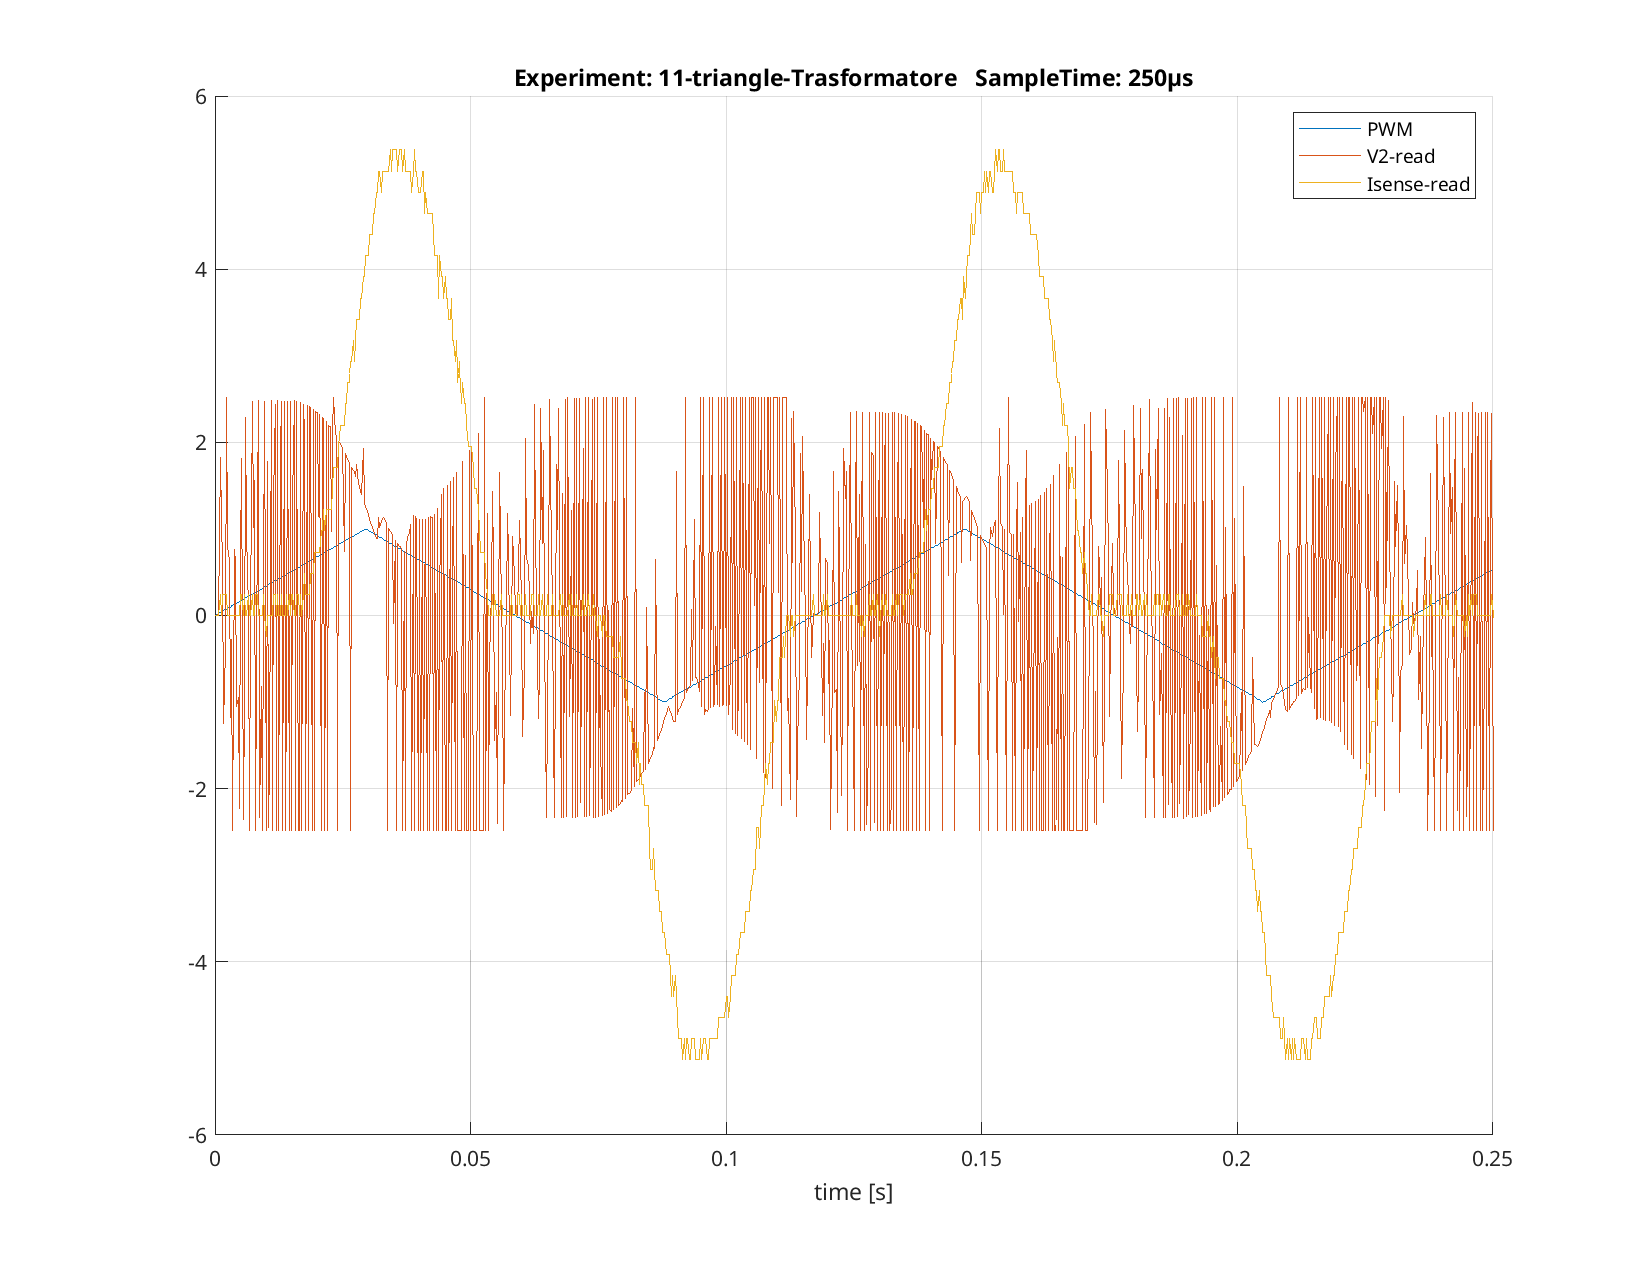 Experiment: 11-triangle-Trasformatore   SampleTime: 250µs
6
PWM
V2-read
Isense-read
4
2
0
-2
-4
-6
0
0.05
0.1
0.15
0.2
0.25
time [s]